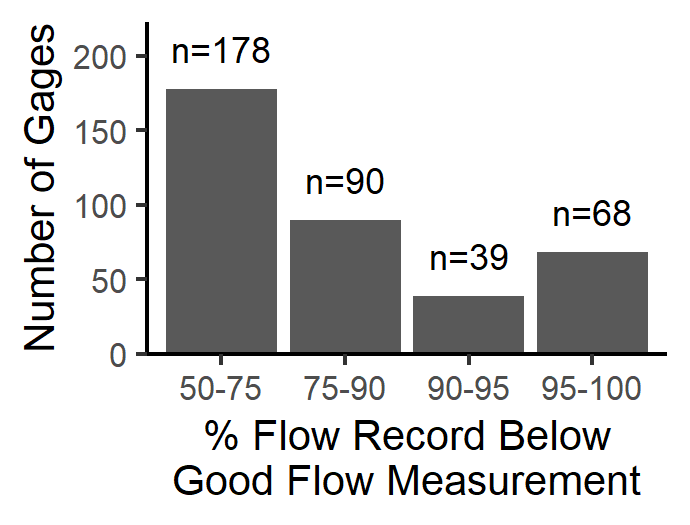 Number of Gages
200
150
100
50
0
n=178
n=90
n=39
n=68
50-75
75-90
90-95
95-100
% Flow Record Below
Good Flow Measurement